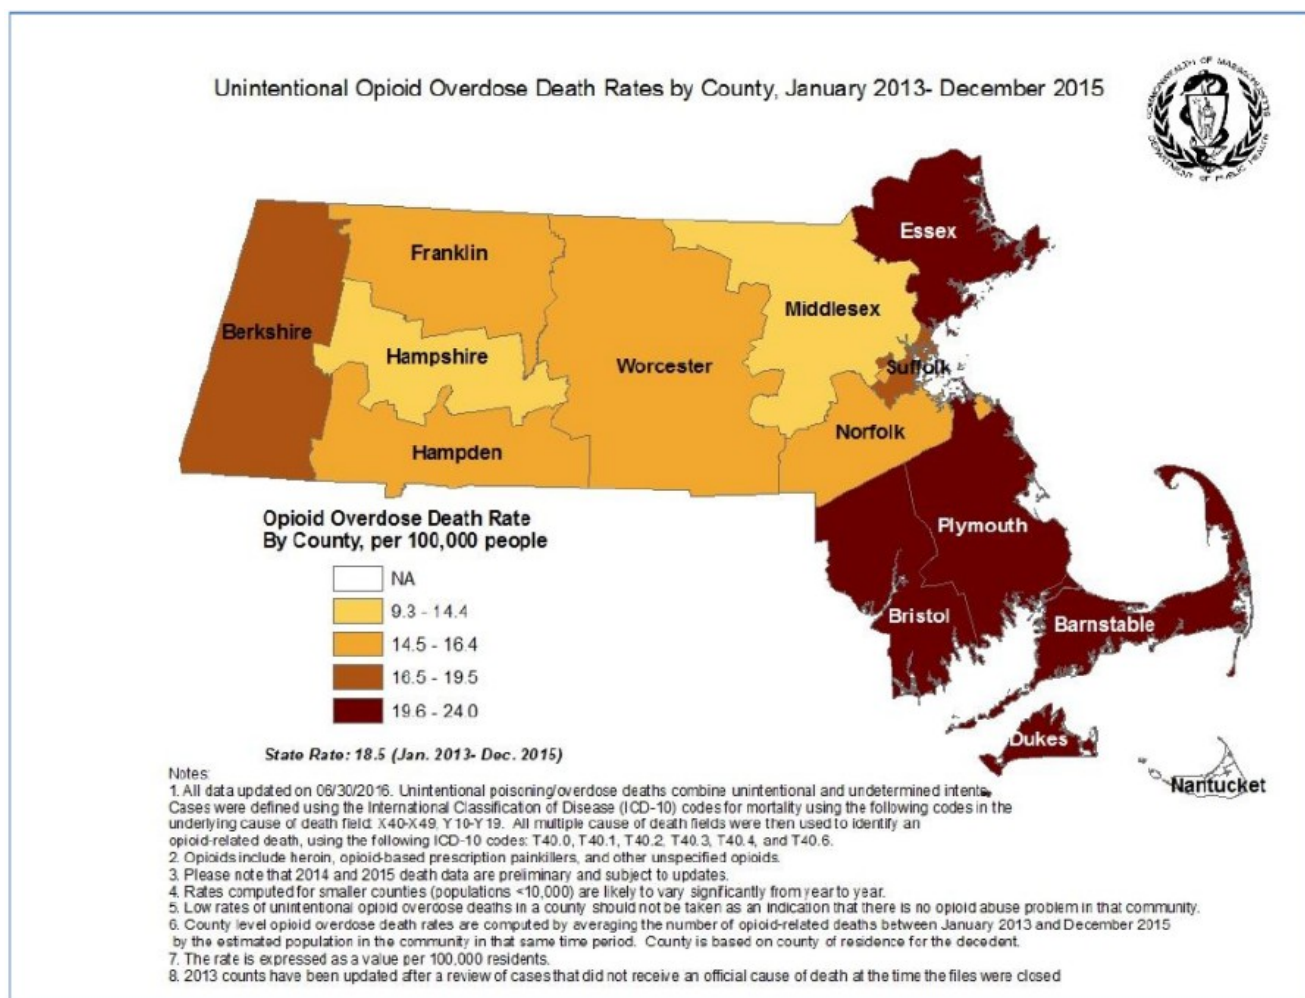 Unintentional Opioid Overdose Death Rates by County, January 2013- December 2015
COMMONWEALTH OF MASSACHUSETTS
DEPARTMENT OF PUBLIC HEALTH
Essex
Franklin
Middlesex
Berkshire
Hampshire
Worcester
Suffolk
Norfolk
Hampden
Plymouth
Bristol
Barnstable
Dukes
Nantucket
Opioid Overdose Death Rate
By County, per 100,000 people
NA
9.3 - 14.4
14.5 - 16.4
16.5 - 19.5
19.6 - 24.0
State Rate: 18.5 (Jan. 2013- Dec. 2015)
Notes:
1. All data updated on 06/30/2016. Unintentional poisoning/overdose deaths combine unintentional and undetermined intents.
Cases were defined using the International Classification of Disease (ICD-10) codes for mortality using the following codes in the
underlying cause of death field: X40-X49, Y10-Y19. All multiple cause of death fields were then used to identify an
opioid-related death, using the following ICD-10 codes: T40.0, T40.1, T40.2, T40.3, T40.4, and T40.6.
2. Opioids include heroin, opioid-based prescription painkillers, and other unspecified opioids.
3. Please note that 2014 and 2015 death data are preliminary and subject to updates.
4. Rates computed for smaller counties (populations <10,000) are likely to vary significantly from year to year.
5. Low rates of unintentional opioid overdose deaths in a county should not be taken as an indication that there is no opioid abuse problem in that community.
6. County level opioid overdose death rates are computed by averaging the number of opioid-related deaths between January 2013 and December 2015
by the estimated population in the community in that same time period. County is based on county of residence for the decedent.
7. The rate is expressed as a value per 100,000 residents.
8. 2013 counts have been updated after a review of cases that did not receive an official cause of death at the time the files were closed